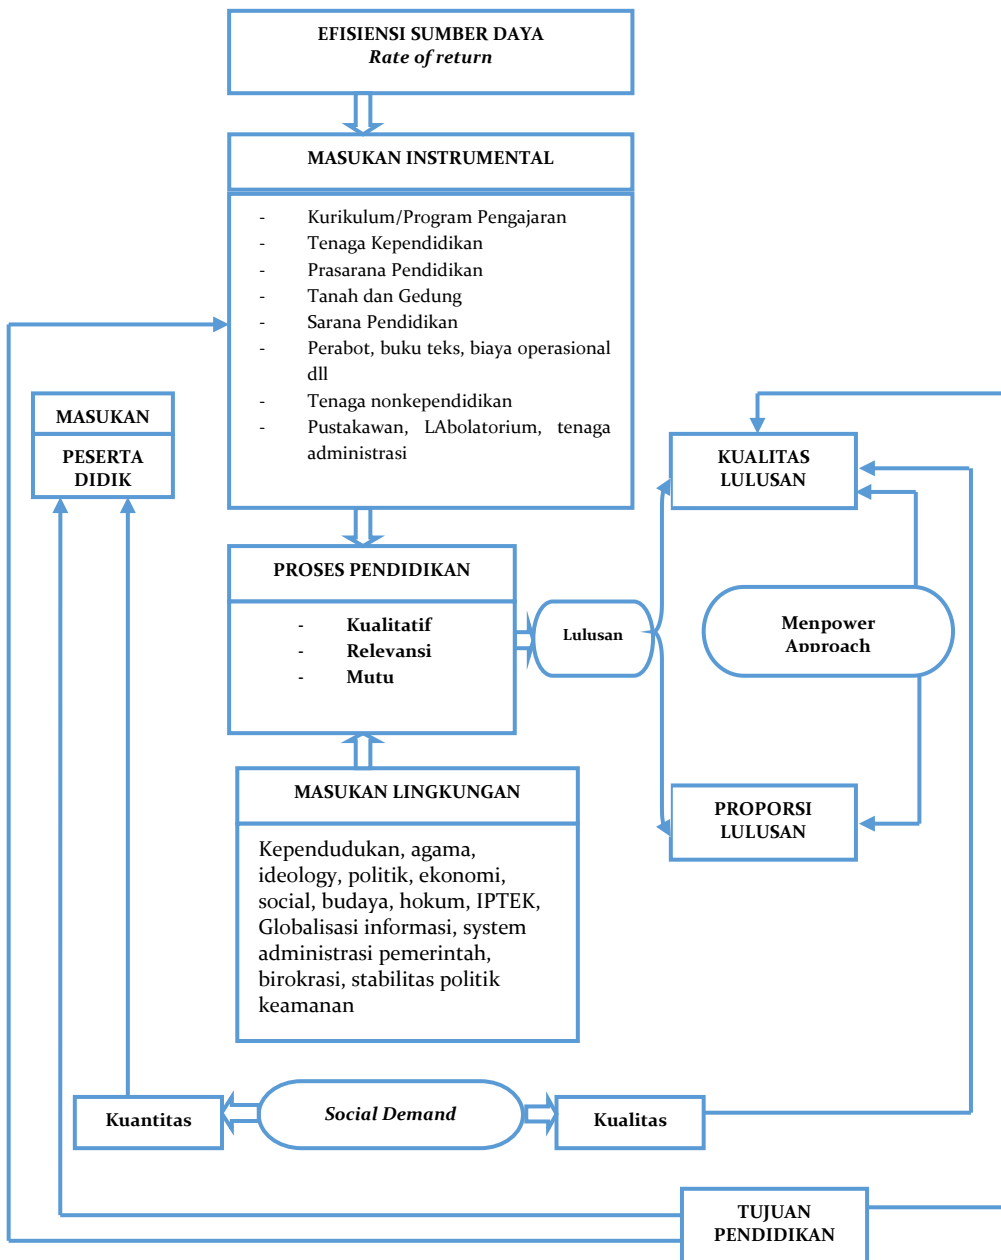 EFISIENSI SUMBER DAYA
Rate of return
MASUKAN INSTRUMENTAL
- Kurikulum/Program Pengajaran
- Tenaga Kependidikan
- Prasarana Pendidikan
- Tanah dan Gedung
- Sarana Pendidikan
- Perabot, buku teks, biaya operasional
dll
- Tenaga nonkependidikan
- Pustakawan, LAbolatorium, tenaga
administrasi
MASUKAN
PESERTA
DIDIK
KUALITAS
LULUSAN
PROSES PENDIDIKAN
- Kualitatif
- Relevansi
- Mutu
Lulusan
Menpower
Approach
MASUKAN LINGKUNGAN
Kependudukan, agama,
ideology, politik, ekonomi,
social, budaya, hokum, IPTEK,
Globalisasi informasi, system
administrasi pemerintah,
birokrasi, stabilitas politik
keamanan
PROPORSI
LULUSAN
Kuantitas
Social Demand
Kualitas
TUJUAN
PENDIDIKAN